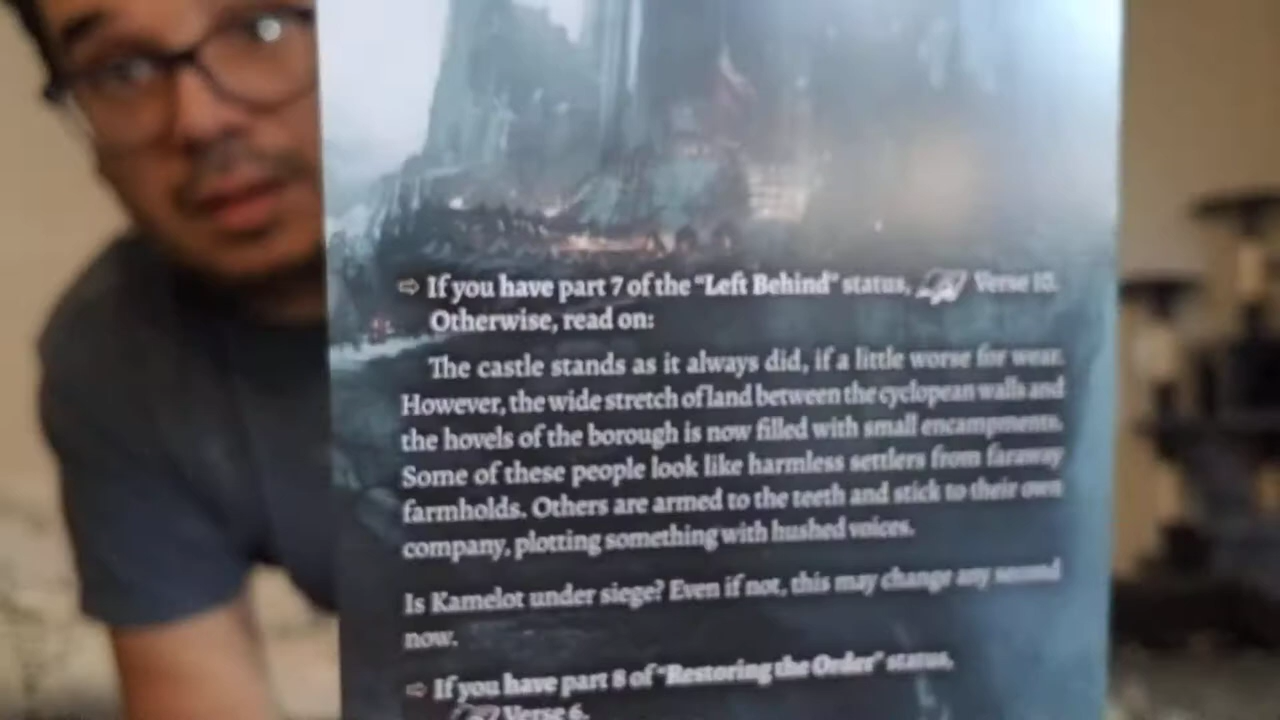 ⇨ If you have part 7 of the “Left Behind” status, Verse 10.
Otherwise, read on:
The castle stands as it always did, if a little worse for wear.
However, the wide stretch of land between the cyclopean walls and
the hovels of the borough is now filled with small encampments.
Some of these people look like harmless settlers from faraway
farmholds. Others are armed to the teeth and stick to their own
company, plotting something with hushed voices.
Is Kamelot under siege? Even if not, this may change any second
now.
⇨ If you have part 8 of “Restoring the Order” status,
Verse 6.